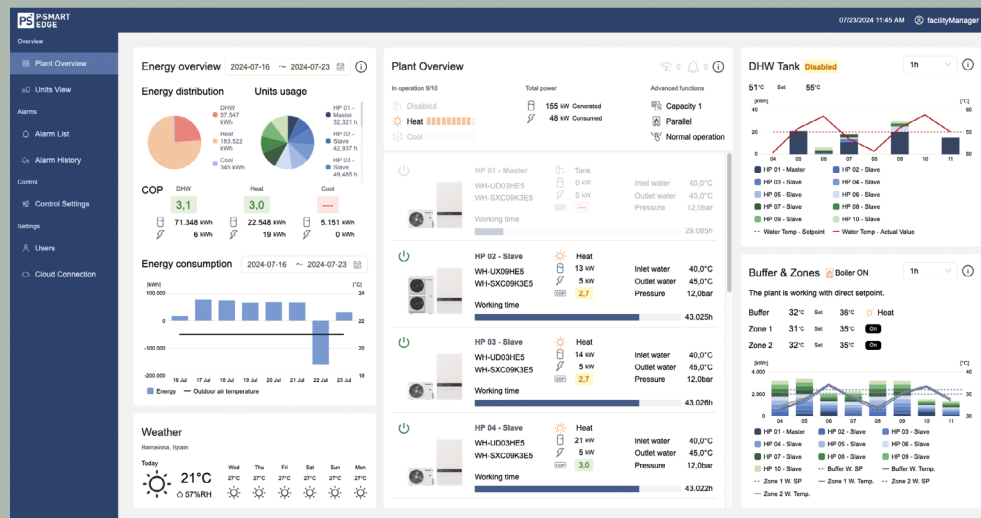 PS P-SMART
EDGE
07/23/2024 11:45 AM facilityManager
Overview
Plant Overview
Units View
Alarms
Alarm List
Alarm History
Control
Control Settings
Settings
Users
Cloud Connection
Energy overview 2024-07-16 ~ 2024-07-23
Energy distribution Units usage
DHW
57.547
kWh
Heat
163.522
kWh
Cool
345 kWh
HP 01 -
Master
32,321 h
HP 02 -
Slave
42,937 h
HP 03 -
Slave
49,485 h
COP DHW Heat Cool
3,1 3,0 ---
71.348 kWh 22.548 kWh 5.151 kWh
6 kWh 19 kWh 0 kWh
Energy consumption 2024-07-16 ~ 2024-07-23
[kWh] [°C]
100.000 24
0 22
-100.000 20
-200.000 18
16 Jul 17 Jul 18 Jul 19 Jul 20 Jul 21 Jul 22 Jul 23 Jul
Energy Outdoor air temperature
Weather
Barcelona, Spain
Today
21°C
57%RH
Wed Thu Fri Sat Sun Mon
27°C 27°C 27°C 27°C 27°C 27°C
Plant Overview 0 0
In operation 9/10 Total power Advanced functions
Disabled 155 kW Generated Capacity 1
Heat 48 kW Consumed Parallel
Cool Normal operation
HP 01 - Master Tank
WH-UD03HE5 0 kW Inlet water 40,0°C
WH-SXC09K3E5 0 kW Outlet water 45,0°C
COP --- Pressure 12,0bar
Working time
29.085h
HP 02 - Slave Heat
WH-UX09HE5 13 kW Inlet water 40,0°C
WH-SXC09K3E5 5 kW Outlet water 45,0°C
COP 2,7 Pressure 12,0bar
Working time
43.025h
HP 03 - Slave Heat
WH-UD03HE5 14 kW Inlet water 40,0°C
WH-SXC09K3E5 5 kW Outlet water 45,0°C
COP 2,7 Pressure 12,0bar
Working time
43.026h
HP 04 - Slave Heat
WH-UD03HE5 21 kW Inlet water 40,0°C
WH-SXC09K3E5 5 kW Outlet water 45,0°C
COP 3,0 Pressure 12,0bar
Working time
43.022h
DHW Tank Disabled 1h
51°C Set 55°C
[kWh] [°C]
40 60
20 55
0 50
04 05 06 07 08 09 10 11
HP 01 - Master HP 02 - Slave
HP 03 - Slave HP 04 - Slave
HP 05 - Slave HP 06 - Slave
HP 07 - Slave HP 08 - Slave
HP 09 - Slave HP 10 - Slave
Water Temp - Setpoint Water Temp - Actual Value
Buffer & Zones Boiler ON 1h
The plant is working with direct setpoint.
Buffer 32°C Set 36°C Heat
Zone 1 31°C Set 35°C On
Zone 2 32°C Set 35°C On
[kWh] [°C]
4.000 40
2.000 35
0 30
04 05 06 07 08 09 10 11
HP 01 - Master HP 02 - Slave HP 03 - Slave
HP 04 - Slave HP 05 - Slave HP 06 - Slave
HP 07 - Slave HP 08 - Slave HP 09 - Slave
HP 10 - Slave Buffer W. SP Buffer W. Temp.
Zone 1 W. SP Zone 1 W. Temp. Zone 2 W. SP
Zone 2 W. Temp.